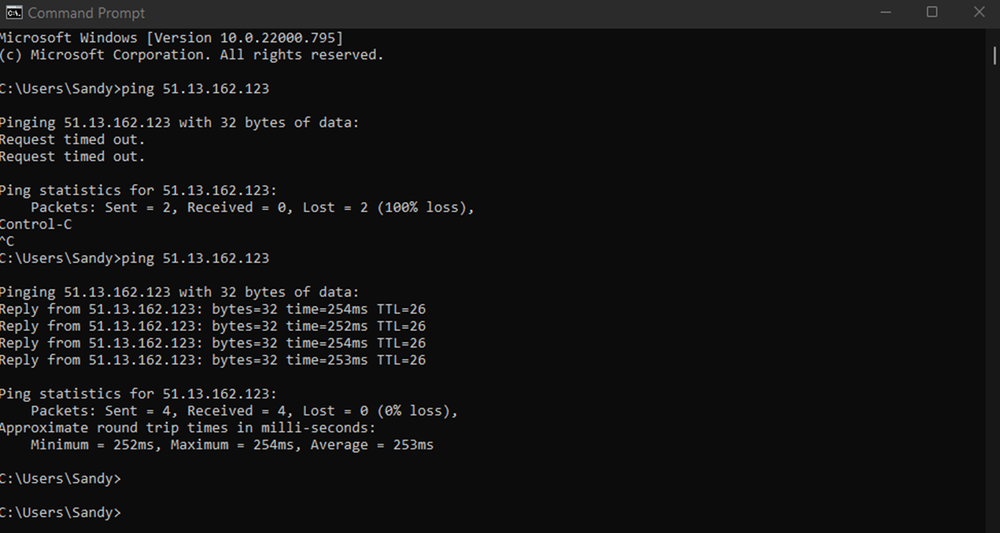 Command Prompt
Microsoft Windows [Version 10.0.22000.795]
(c) Microsoft Corporation. All rights reserved.
C:\Users\Sandy>ping 51.13.162.123
Pinging 51.13.162.123 with 32 bytes of data:
Request timed out.
Request timed out.
Ping statistics for 51.13.162.123:
    Packets: Sent = 2, Received = 0, Lost = 2 (100% loss),
Control-C
^C
C:\Users\Sandy>ping 51.13.162.123
Pinging 51.13.162.123 with 32 bytes of data:
Reply from 51.13.162.123: bytes=32 time=254ms TTL=26
Reply from 51.13.162.123: bytes=32 time=252ms TTL=26
Reply from 51.13.162.123: bytes=32 time=254ms TTL=26
Reply from 51.13.162.123: bytes=32 time=253ms TTL=26
Ping statistics for 51.13.162.123:
    Packets: Sent = 4, Received = 4, Lost = 0 (0% loss),
Approximate round trip times in milli-seconds:
    Minimum = 252ms, Maximum = 254ms, Average = 253ms
C:\Users\Sandy>
C:\Users\Sandy>